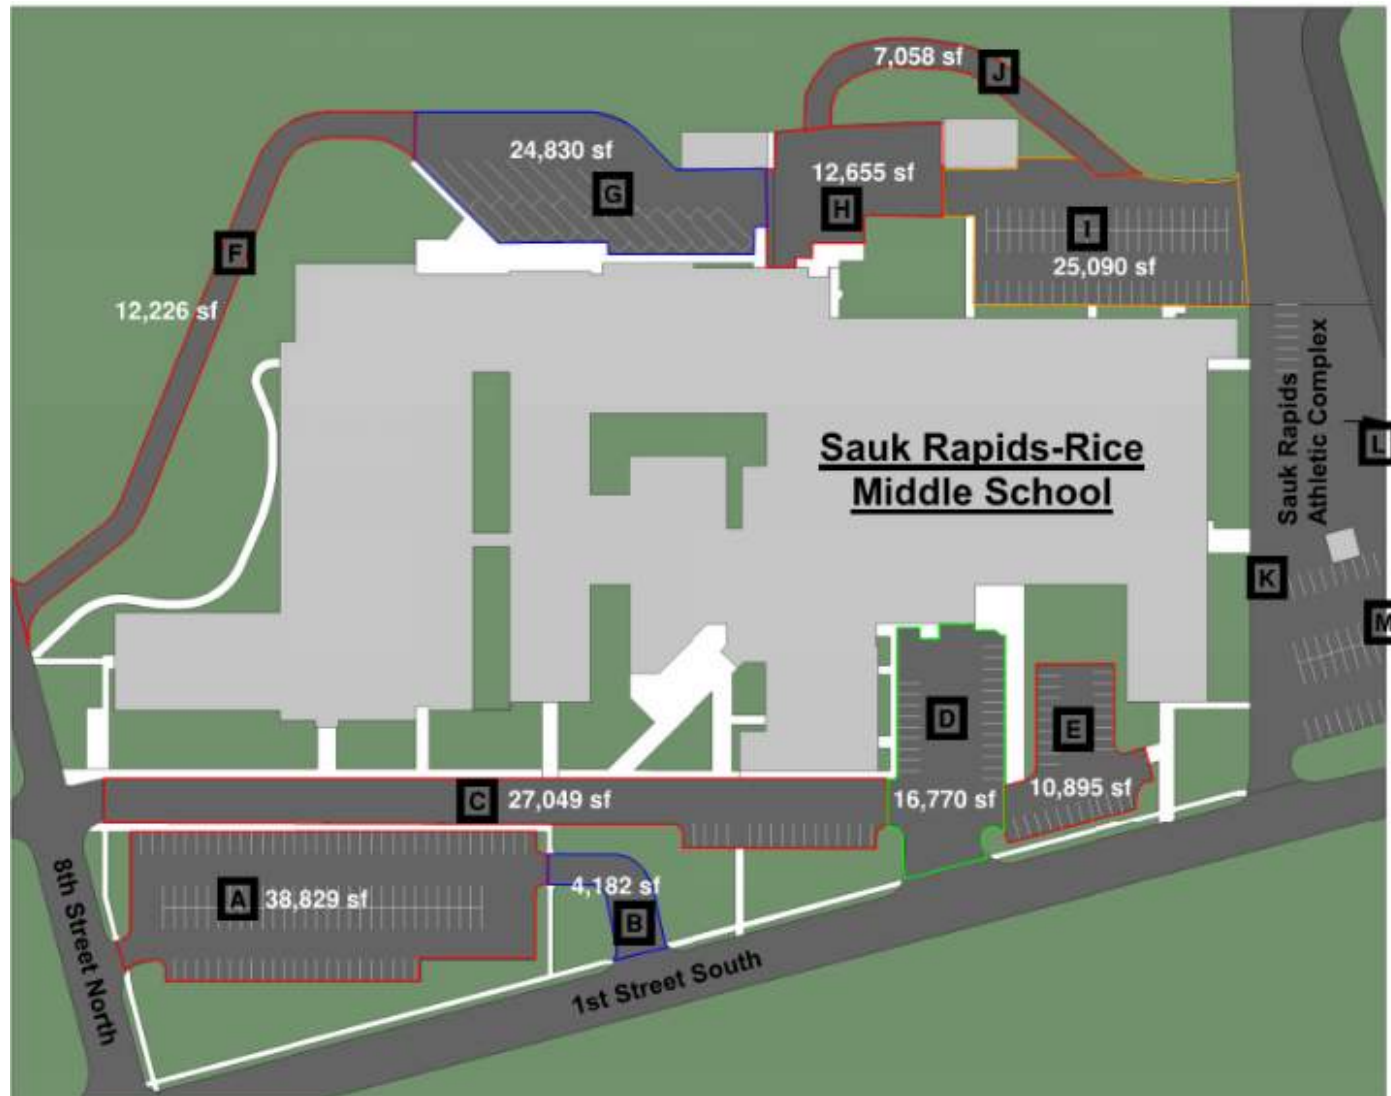 7,058 sf
J
24,830 sf
G
12,655 sf
H
I
25,090 sf
F
12,226 sf
Sauk Rapids-Rice
Middle School
Sauk Rapids
Athletic Complex
L
K
M
D
E
C
27,049 sf
16,770 sf
10,895 sf
A
38,829 sf
4,182 sf
B
8th Street North
1st Street South